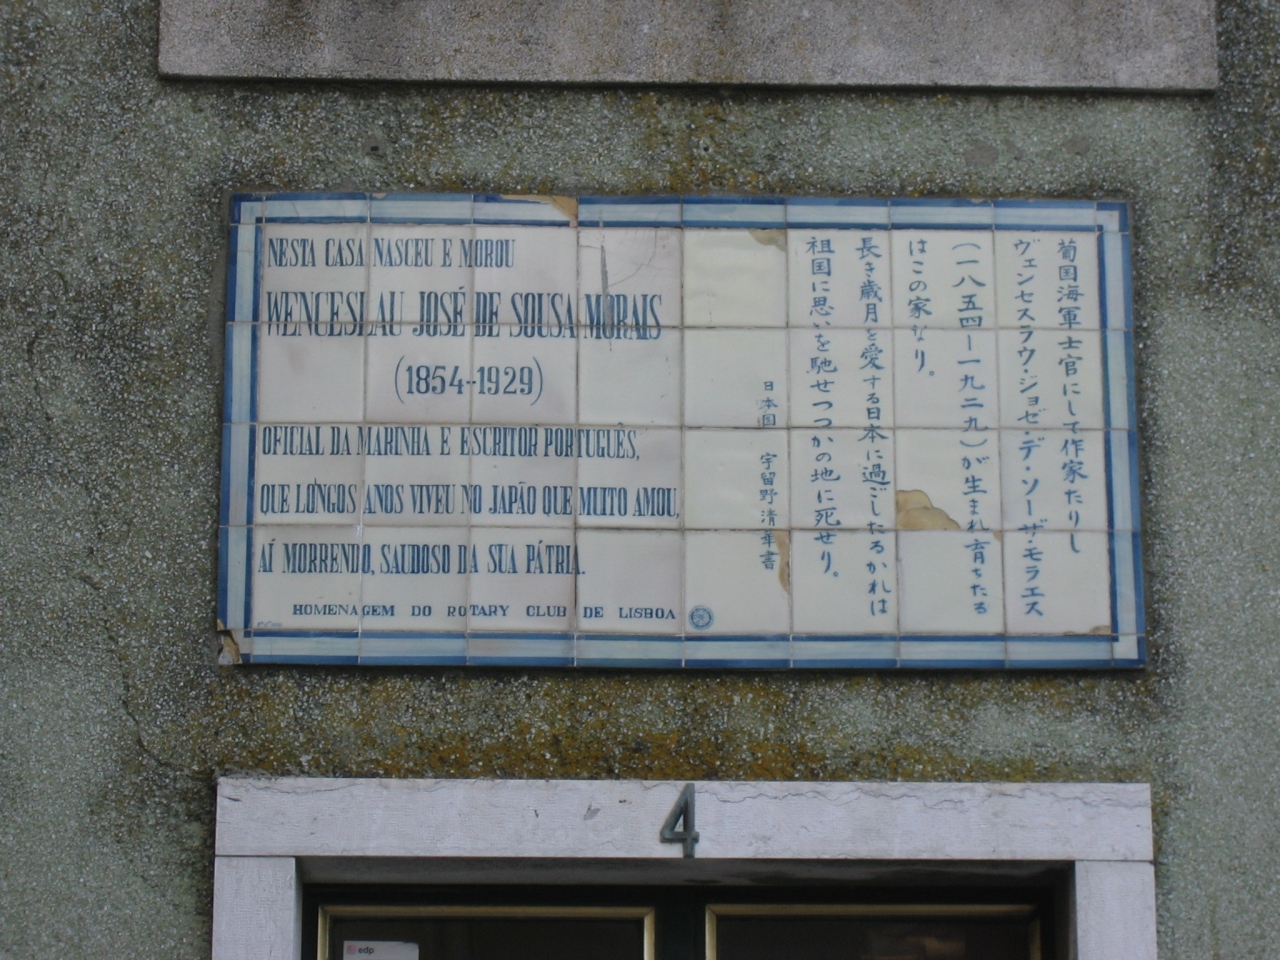 NESTA CASA NASCEU E MOROU
WENCESLAU JOSÉ DE SOUSA MORAIS
(1854-1929)
OFICIAL DA MARINHA E ESCRITOR PORTUGUÊS,
QUE LONGOS ANOS VIVEU NO JAPÃO QUE MUITO AMOU,
AÍ MORRENDO, SAUDOSO DA SUA PÁTRIA.
HOMENAGEM DO ROTARY CLUB DE LISBOA
葡国海軍士官にして作家たりし
ヴェンセスラウ・ジョゼ・デ・ソーザ・モラエス
(一八五四-一九二九)が生まれ育ちたる
はこの家なり。
長き歳月を愛する日本に過ごしたるかれは
祖国に思いを馳せつつかの地に死せり。
日本国 宇留野清華書
4
edp